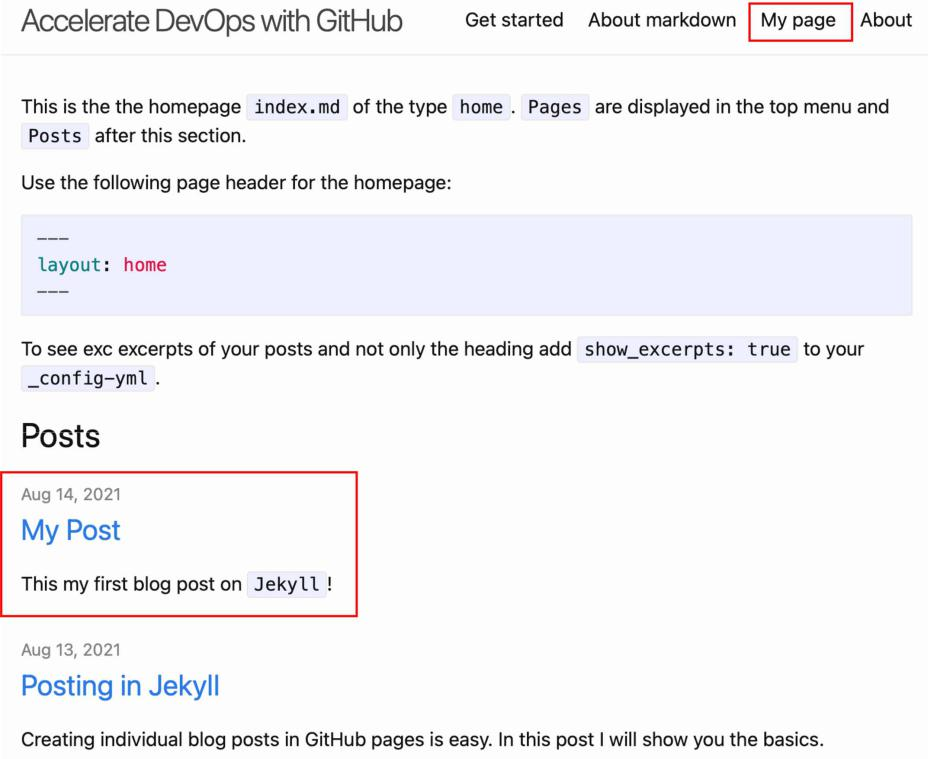 Accelerate DevOps with GitHub Get started About markdown My page About
This is the the homepage index.md of the type home. Pages are displayed in the top menu and
Posts after this section.
Use the following page header for the homepage:
---
layout: home
---
To see exc excerpts of your posts and not only the heading add show_excerpts: true to your
_config-yml.
Posts
Aug 14, 2021
My Post
This my first blog post on Jekyll!
Aug 13, 2021
Posting in Jekyll
Creating individual blog posts in GitHub pages is easy. In this post I will show you the basics.